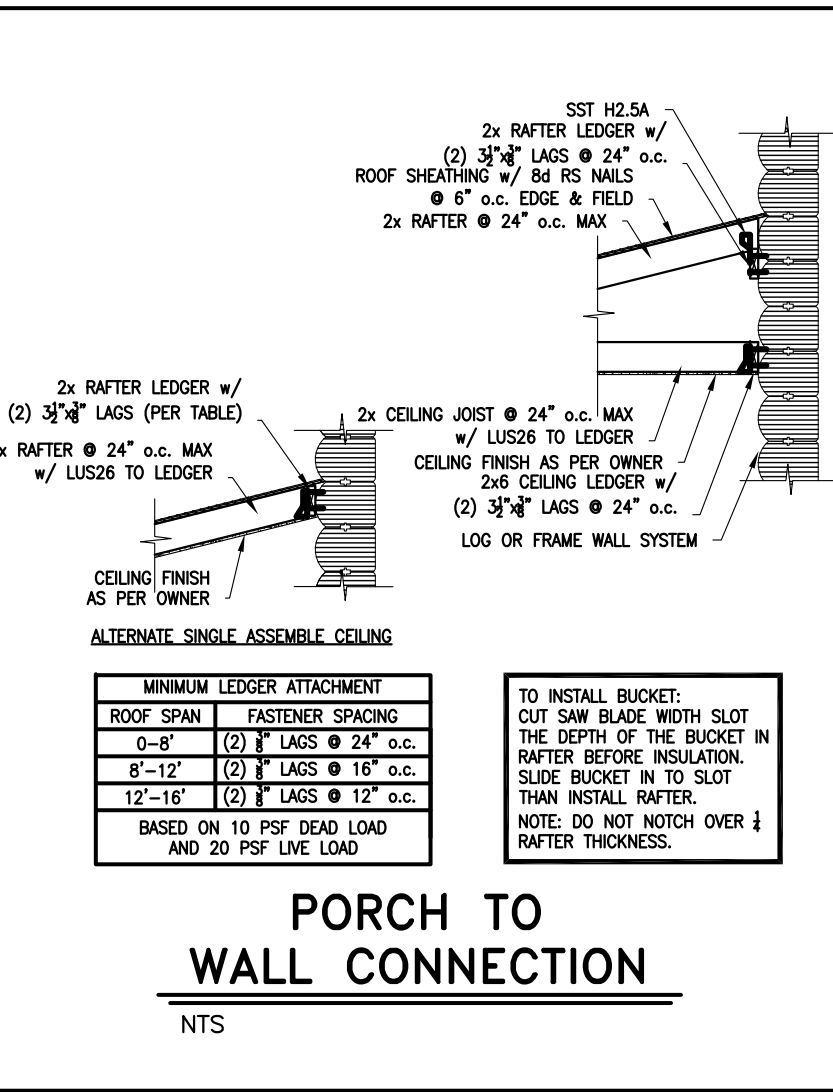 SST H2.5A
2x RAFTER LEDGER w/
(2) 3½"x⅜" LAGS @ 24" o.c.
ROOF SHEATHING w/ 8d RS NAILS
@ 6" o.c. EDGE & FIELD
2x RAFTER @ 24" o.c. MAX
2x CEILING JOIST @ 24" o.c. MAX
w/ LUS26 TO LEDGER
CEILING FINISH AS PER OWNER
2x6 CEILING LEDGER w/
(2) 3½"x⅜" LAGS @ 24" o.c.
LOG OR FRAME WALL SYSTEM
2x RAFTER LEDGER w/
(2) 3½"x⅜" LAGS (PER TABLE)
x RAFTER @ 24" o.c. MAX
w/ LUS26 TO LEDGER
CEILING FINISH
AS PER OWNER
ALTERNATE SINGLE ASSEMBLE CEILING
MINIMUM LEDGER ATTACHMENT
ROOF SPAN FASTENER SPACING
0-8' (2) ⅜" LAGS @ 24" o.c.
8'-12' (2) ⅜" LAGS @ 16" o.c.
12'-16' (2) ⅜" LAGS @ 12" o.c.
BASED ON 10 PSF DEAD LOAD
AND 20 PSF LIVE LOAD
TO INSTALL BUCKET:
CUT SAW BLADE WIDTH SLOT
THE DEPTH OF THE BUCKET IN
RAFTER BEFORE INSULATION.
SLIDE BUCKET IN TO SLOT
THAN INSTALL RAFTER.
NOTE: DO NOT NOTCH OVER ¼
RAFTER THICKNESS.
PORCH TO
WALL CONNECTION
NTS